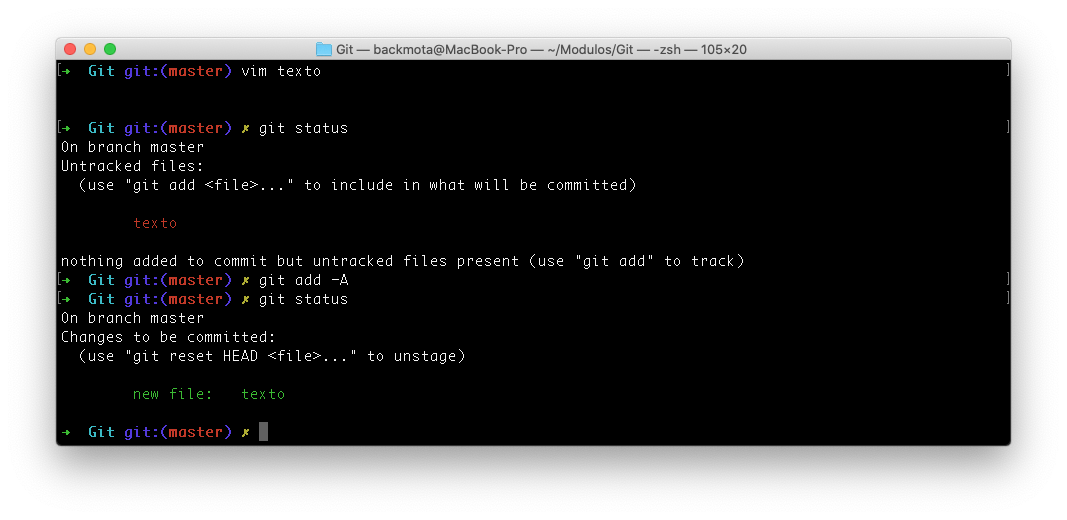 Git — backmota@MacBook-Pro — ~/Modulos/Git — -zsh — 105×20
[➜  Git git:(master) vim texto ]
[➜  Git git:(master) ✗ git status ]
On branch master
Untracked files:
  (use "git add <file>..." to include in what will be committed)
        texto
nothing added to commit but untracked files present (use "git add" to track)
[➜  Git git:(master) ✗ git add -A ]
[➜  Git git:(master) ✗ git status ]
On branch master
Changes to be committed:
  (use "git reset HEAD <file>..." to unstage)
        new file:   texto
➜  Git git:(master) ✗